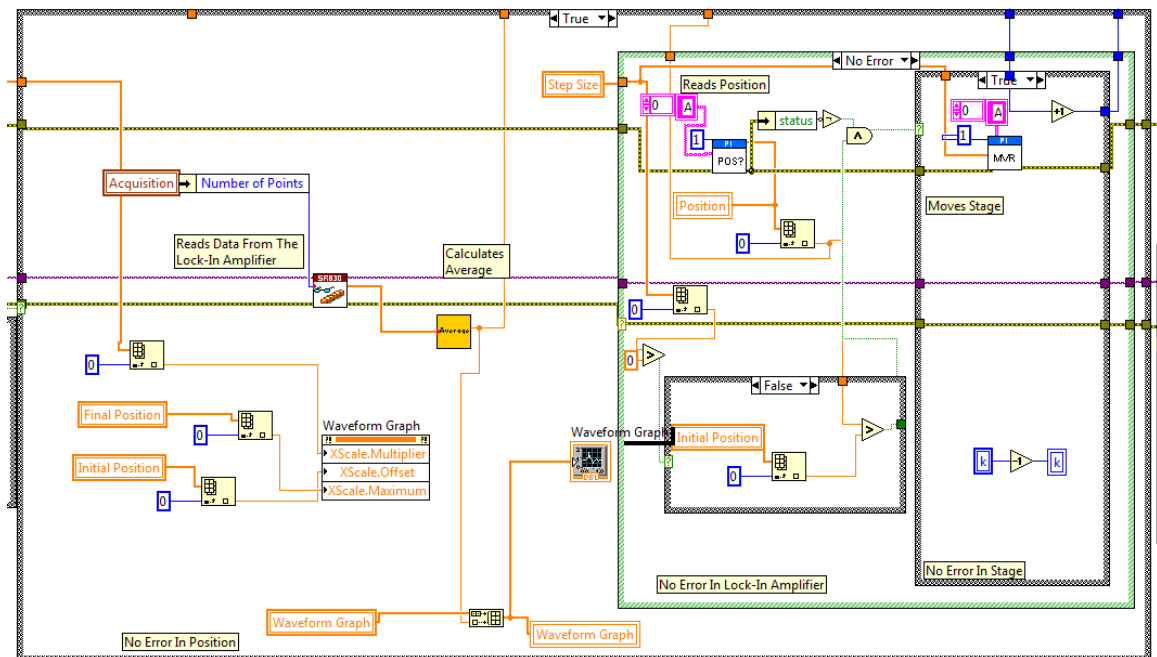 True
No Error
Step Size
Reads Position
True
0
A
status
0
A
+1
1
PI
POS?
1
PI
MVR
Acquisition
Number of Points
Position
Moves Stage
0
Reads Data From The
Lock-In Amplifier
Calculates
Average
SR830
Average
0
0
0
>
False
Final Position
0
Waveform Graph
XScale.Multiplier
XScale.Offset
XScale.Maximum
Initial Position
0
Waveform Graph
DBL
Initial Position
0
>
k
-1
k
No Error In Stage
No Error In Lock-In Amplifier
Waveform Graph
Waveform Graph
No Error In Position